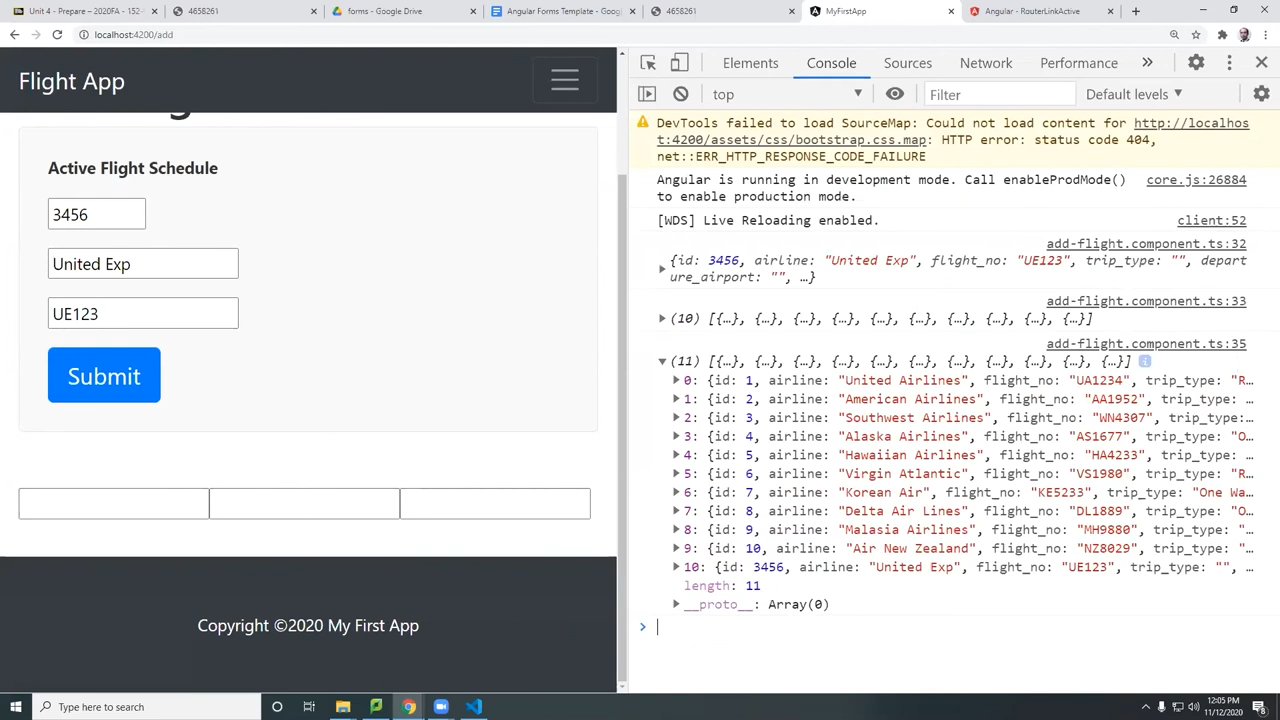 Unit 4 - Prepare - 2020FA - 152-
4658261
forms - Google Drive
Angular Forms Template - Googl
4658261
MyFirstApp
Angular - RouterLinkActive
localhost:4200/add
Flight App
Active Flight Schedule
3456
United Exp
UE123
Submit
Copyright ©2020 My First App
Elements
Console
Sources
Network
Performance
top
Filter
Default levels
DevTools failed to load SourceMap: Could not load content for http://localhos
t:4200/assets/css/bootstrap.css.map: HTTP error: status code 404,
net::ERR_HTTP_RESPONSE_CODE_FAILURE
Angular is running in development mode. Call enableProdMode() core.js:26884
to enable production mode.
[WDS] Live Reloading enabled. client:52
add-flight.component.ts:32
{id: 3456, airline: "United Exp", flight_no: "UE123", trip_type: "", depart
ure_airport: "", …}
add-flight.component.ts:33
(10) [{…}, {…}, {…}, {…}, {…}, {…}, {…}, {…}, {…}, {…}]
add-flight.component.ts:35
(11) [{…}, {…}, {…}, {…}, {…}, {…}, {…}, {…}, {…}, {…}, {…}]
0: {id: 1, airline: "United Airlines", flight_no: "UA1234", trip_type: "R…
1: {id: 2, airline: "American Airlines", flight_no: "AA1952", trip_type: …
2: {id: 3, airline: "Southwest Airlines", flight_no: "WN4307", trip_type:…
3: {id: 4, airline: "Alaska Airlines", flight_no: "AS1677", trip_type: "O…
4: {id: 5, airline: "Hawaiian Airlines", flight_no: "HA4233", trip_type: …
5: {id: 6, airline: "Virgin Atlantic", flight_no: "VS1980", trip_type: "R…
6: {id: 7, airline: "Korean Air", flight_no: "KE5233", trip_type: "One Wa…
7: {id: 8, airline: "Delta Air Lines", flight_no: "DL1889", trip_type: "O…
8: {id: 9, airline: "Malasia Airlines", flight_no: "MH9880", trip_type: "…
9: {id: 10, airline: "Air New Zealand", flight_no: "NZ8029", trip_type: "…
10: {id: 3456, airline: "United Exp", flight_no: "UE123", trip_type: "", …
length: 11
__proto__: Array(0)
Type here to search
12:05 PM
11/12/2020